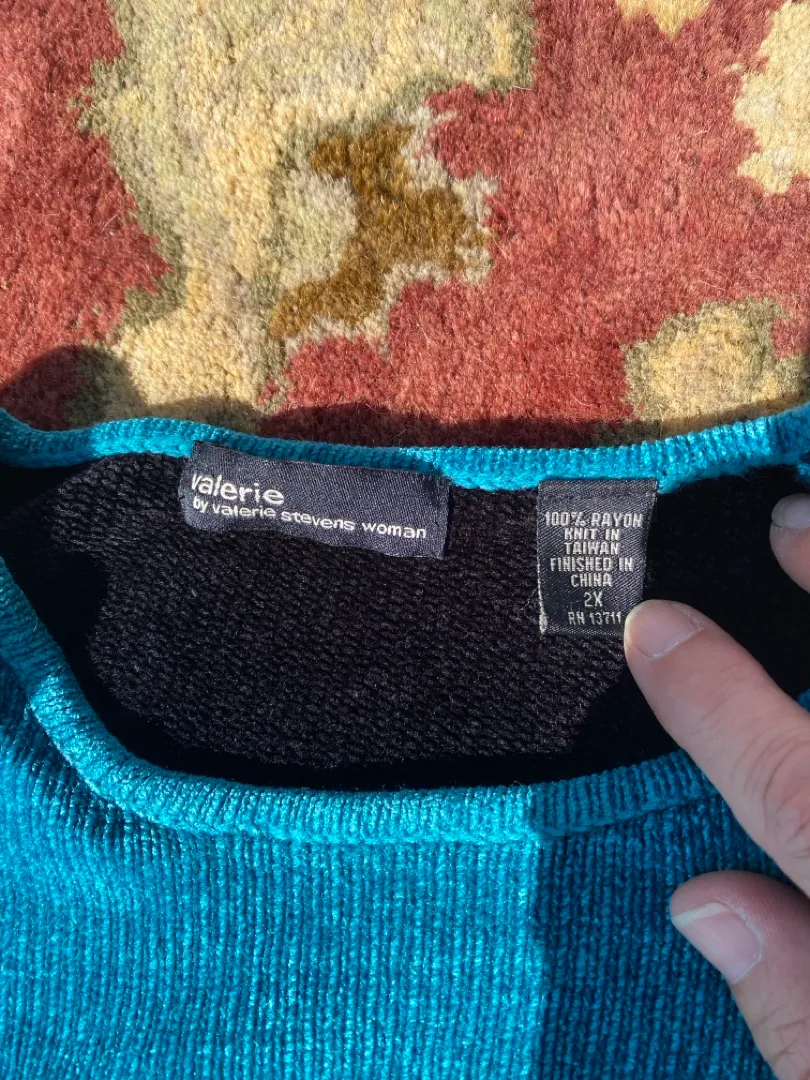 valerie
by valerie stevens woman
100% RAYON
KNIT IN
TAIWAN
FINISHED IN
CHINA
2X
RN 13711